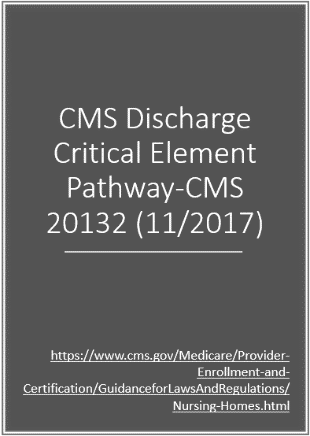 CMS Discharge
Critical Element
Pathway-CMS
20132 (11/2017)
https://www.cms.gov/Medicare/Provider-
Enrollment-and-
Certification/GuidanceforLawsAndRegulations/
Nursing-Homes.html